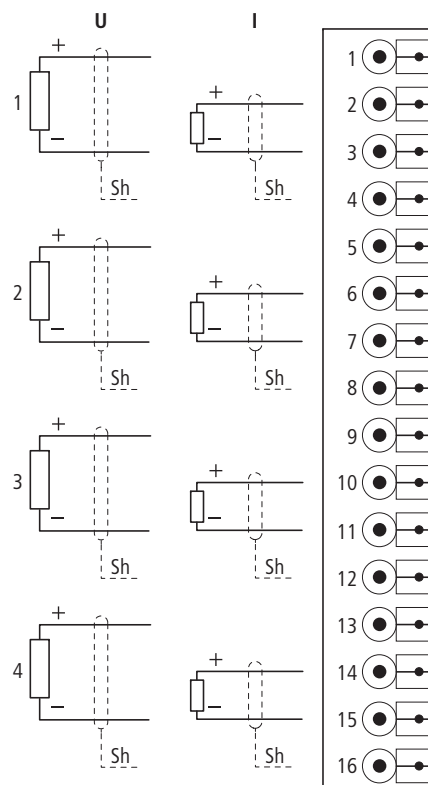 U I
+ 1
+ 2
1 − − 3
Sh Sh 4
+ 5
+ 6
2 − − 7
Sh Sh 8
+ 9
+ 10
3 − − 11
Sh Sh 12
+ 13
+ 14
4 − − 15
Sh Sh 16